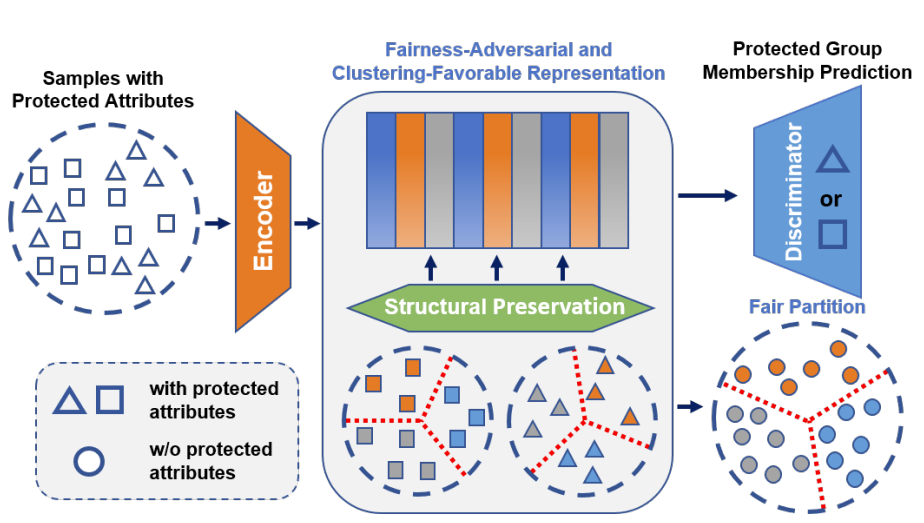 Samples with
Protected Attributes
Encoder
Fairness-Adversarial and
Clustering-Favorable Representation
Structural Preservation
Protected Group
Membership Prediction
Discriminator
or
Fair Partition
with protected
attributes
w/o protected
attributes